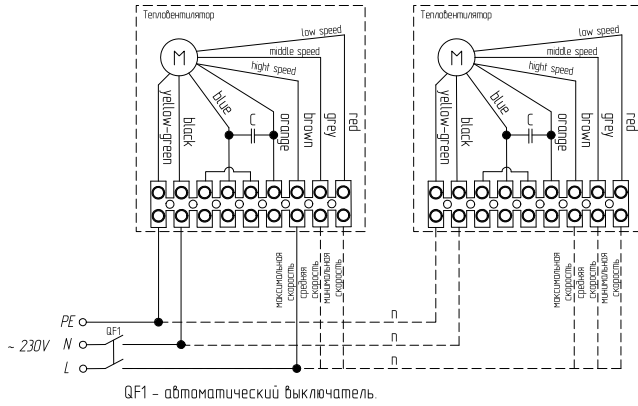 Тепловентилятор
M
low speed
middle speed
hight speed
yellow-green
black
blue
C
orange
brown
grey
red
максимальная скорость
средняя скорость
минимальная скорость
Тепловентилятор
M
low speed
middle speed
hight speed
yellow-green
black
blue
C
orange
brown
grey
red
максимальная скорость
средняя скорость
минимальная скорость
PE
n
~ 230V
N
QF1
n
L
n
QF1 - автоматический выключатель.